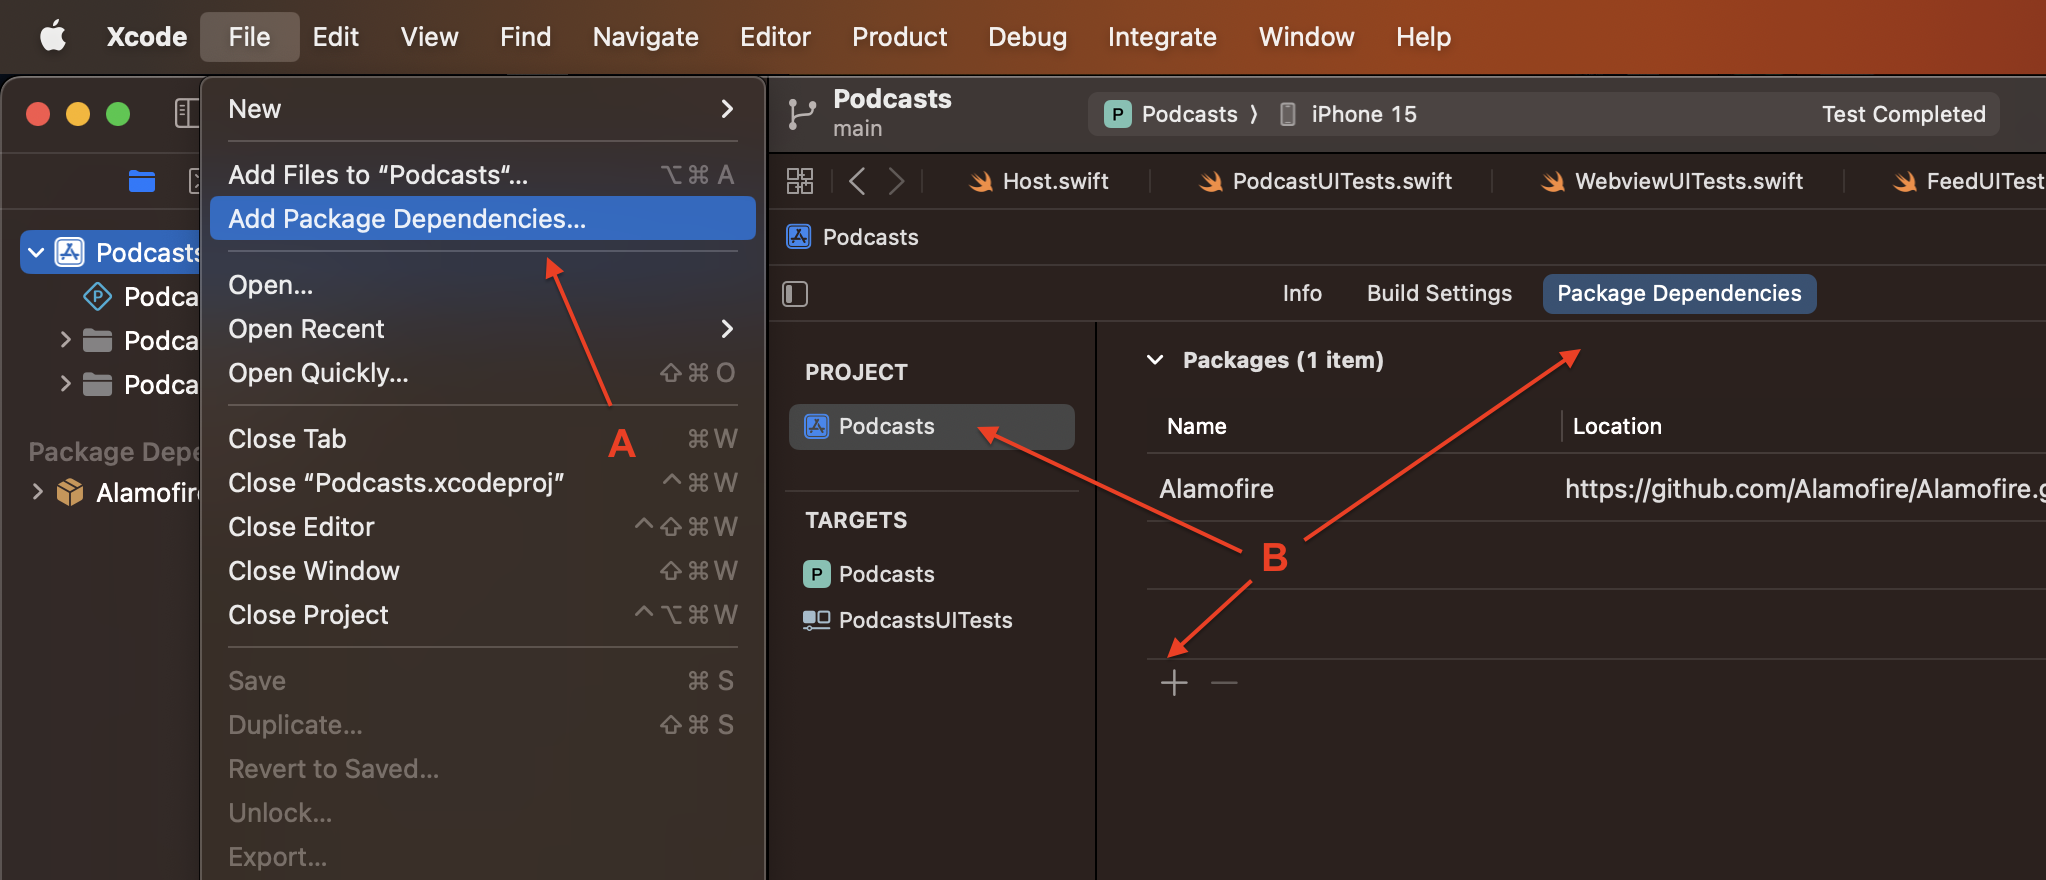 Xcode File Edit View Find Navigate Editor Product Debug Integrate Window Help
New
Add Files to “Podcasts“... ⌥⌘ A
Add Package Dependencies...
Open...
Open Recent
Open Quickly... ⇧⌘ O
Close Tab ⌘ W
Close “Podcasts.xcodeproj” ^⌘ W
Close Editor ^⇧⌘ W
Close Window ⇧⌘ W
Close Project ^⌥⌘ W
Save ⌘ S
Duplicate... ⇧⌘ S
Revert to Saved...
Unlock...
Export...
A
Podcasts
Podca
Podca
Podca
Package Depe
Alamofire
Podcasts
main
P Podcasts ⟩ iPhone 15 Test Completed
Host.swift PodcastUITests.swift WebviewUITests.swift FeedUITest
Podcasts
Info Build Settings Package Dependencies
PROJECT
Podcasts
TARGETS
P Podcasts
PodcastsUITests
Packages (1 item)
Name Location
Alamofire https://github.com/Alamofire/Alamofire.g
B